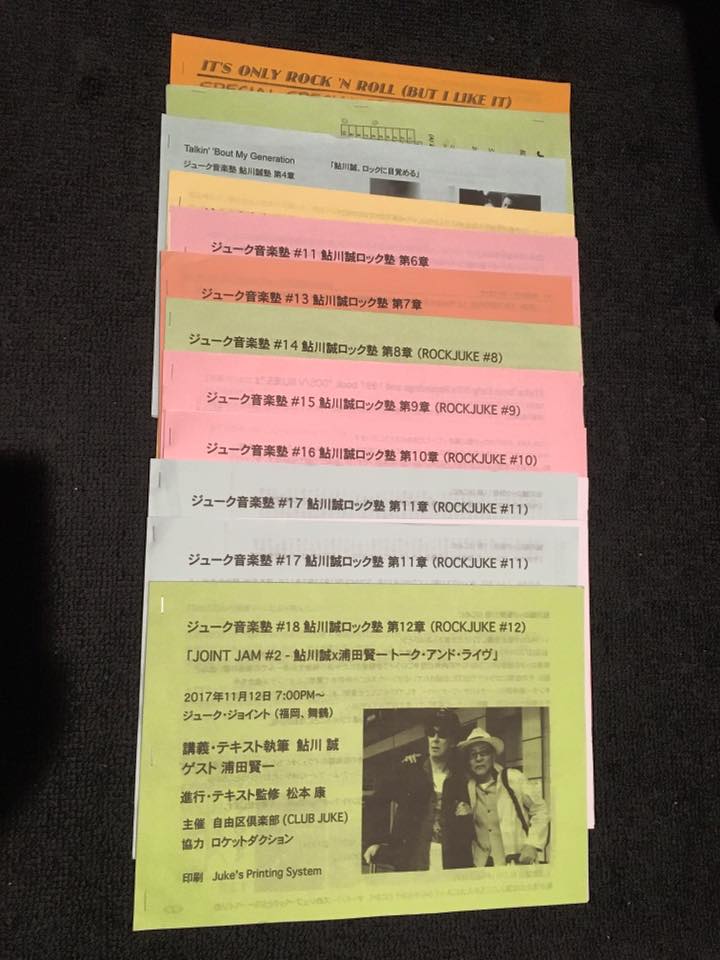 IT'S ONLY ROCK 'N ROLL (BUT I LIKE IT)
Talkin' 'Bout My Generation
ジューク音楽塾 鮎川誠塾 第4章
「鮎川誠、ロックに目覚める」
ジューク音楽塾 #11 鮎川誠ロック塾 第6章
ジューク音楽塾 #13 鮎川誠ロック塾 第7章
ジューク音楽塾 #14 鮎川誠ロック塾 第8章 (ROCKJUKE #8)
ジューク音楽塾 #15 鮎川誠ロック塾 第9章 (ROCKJUKE #9)
ジューク音楽塾 #16 鮎川誠ロック塾 第10章 (ROCKJUKE #10)
ジューク音楽塾 #17 鮎川誠ロック塾 第11章 (ROCKJUKE #11)
ジューク音楽塾 #17 鮎川誠ロック塾 第11章 (ROCKJUKE #11)
ジューク音楽塾 #18 鮎川誠ロック塾 第12章 (ROCKJUKE #12)
「JOINT JAM #2 - 鮎川誠x浦田賢一トーク・アンド・ライヴ」
2017年11月12日 7:00PM~
ジューク・ジョイント (福岡、舞鶴)
講義・テキスト執筆 鮎川 誠
ゲスト 浦田賢一
進行・テキスト監修 松本 康
主催 自由区倶楽部 (CLUB JUKE)
協力 ロケットダクション
印刷 Juke's Printing System